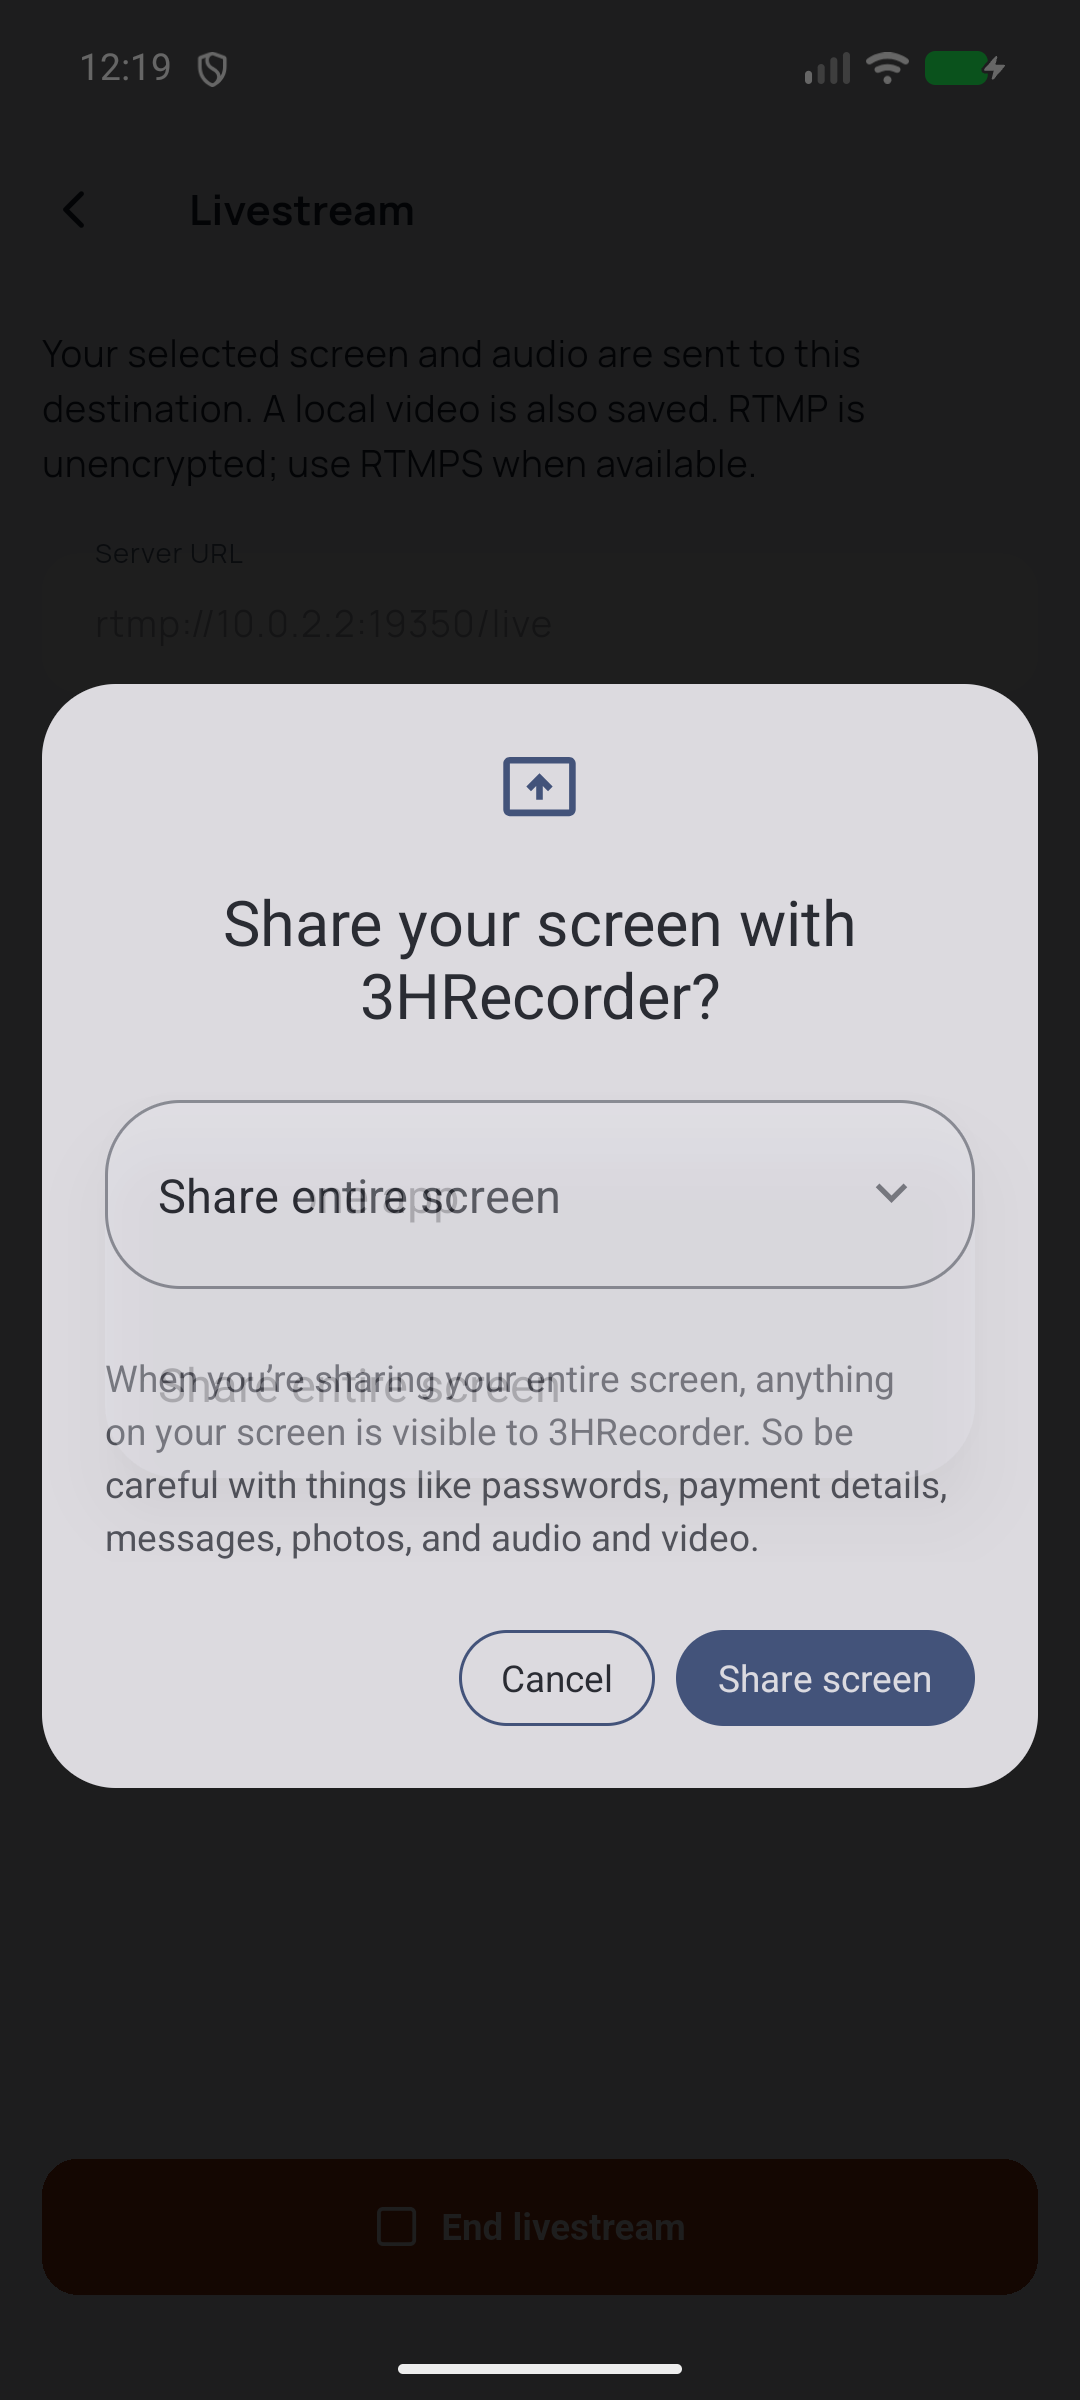 12:19
Livestream
Your selected screen and audio are sent to this
destination. A local video is also saved. RTMP is
unencrypted; use RTMPS when available.
Server URL
rtmp://10.0.2.2:19350/live
Share your screen with
3HRecorder?
Share entire screen
Share entire screen
When you’re sharing your entire screen, anything
on your screen is visible to 3HRecorder. So be
careful with things like passwords, payment details,
messages, photos, and audio and video.
Cancel
Share screen
End livestream